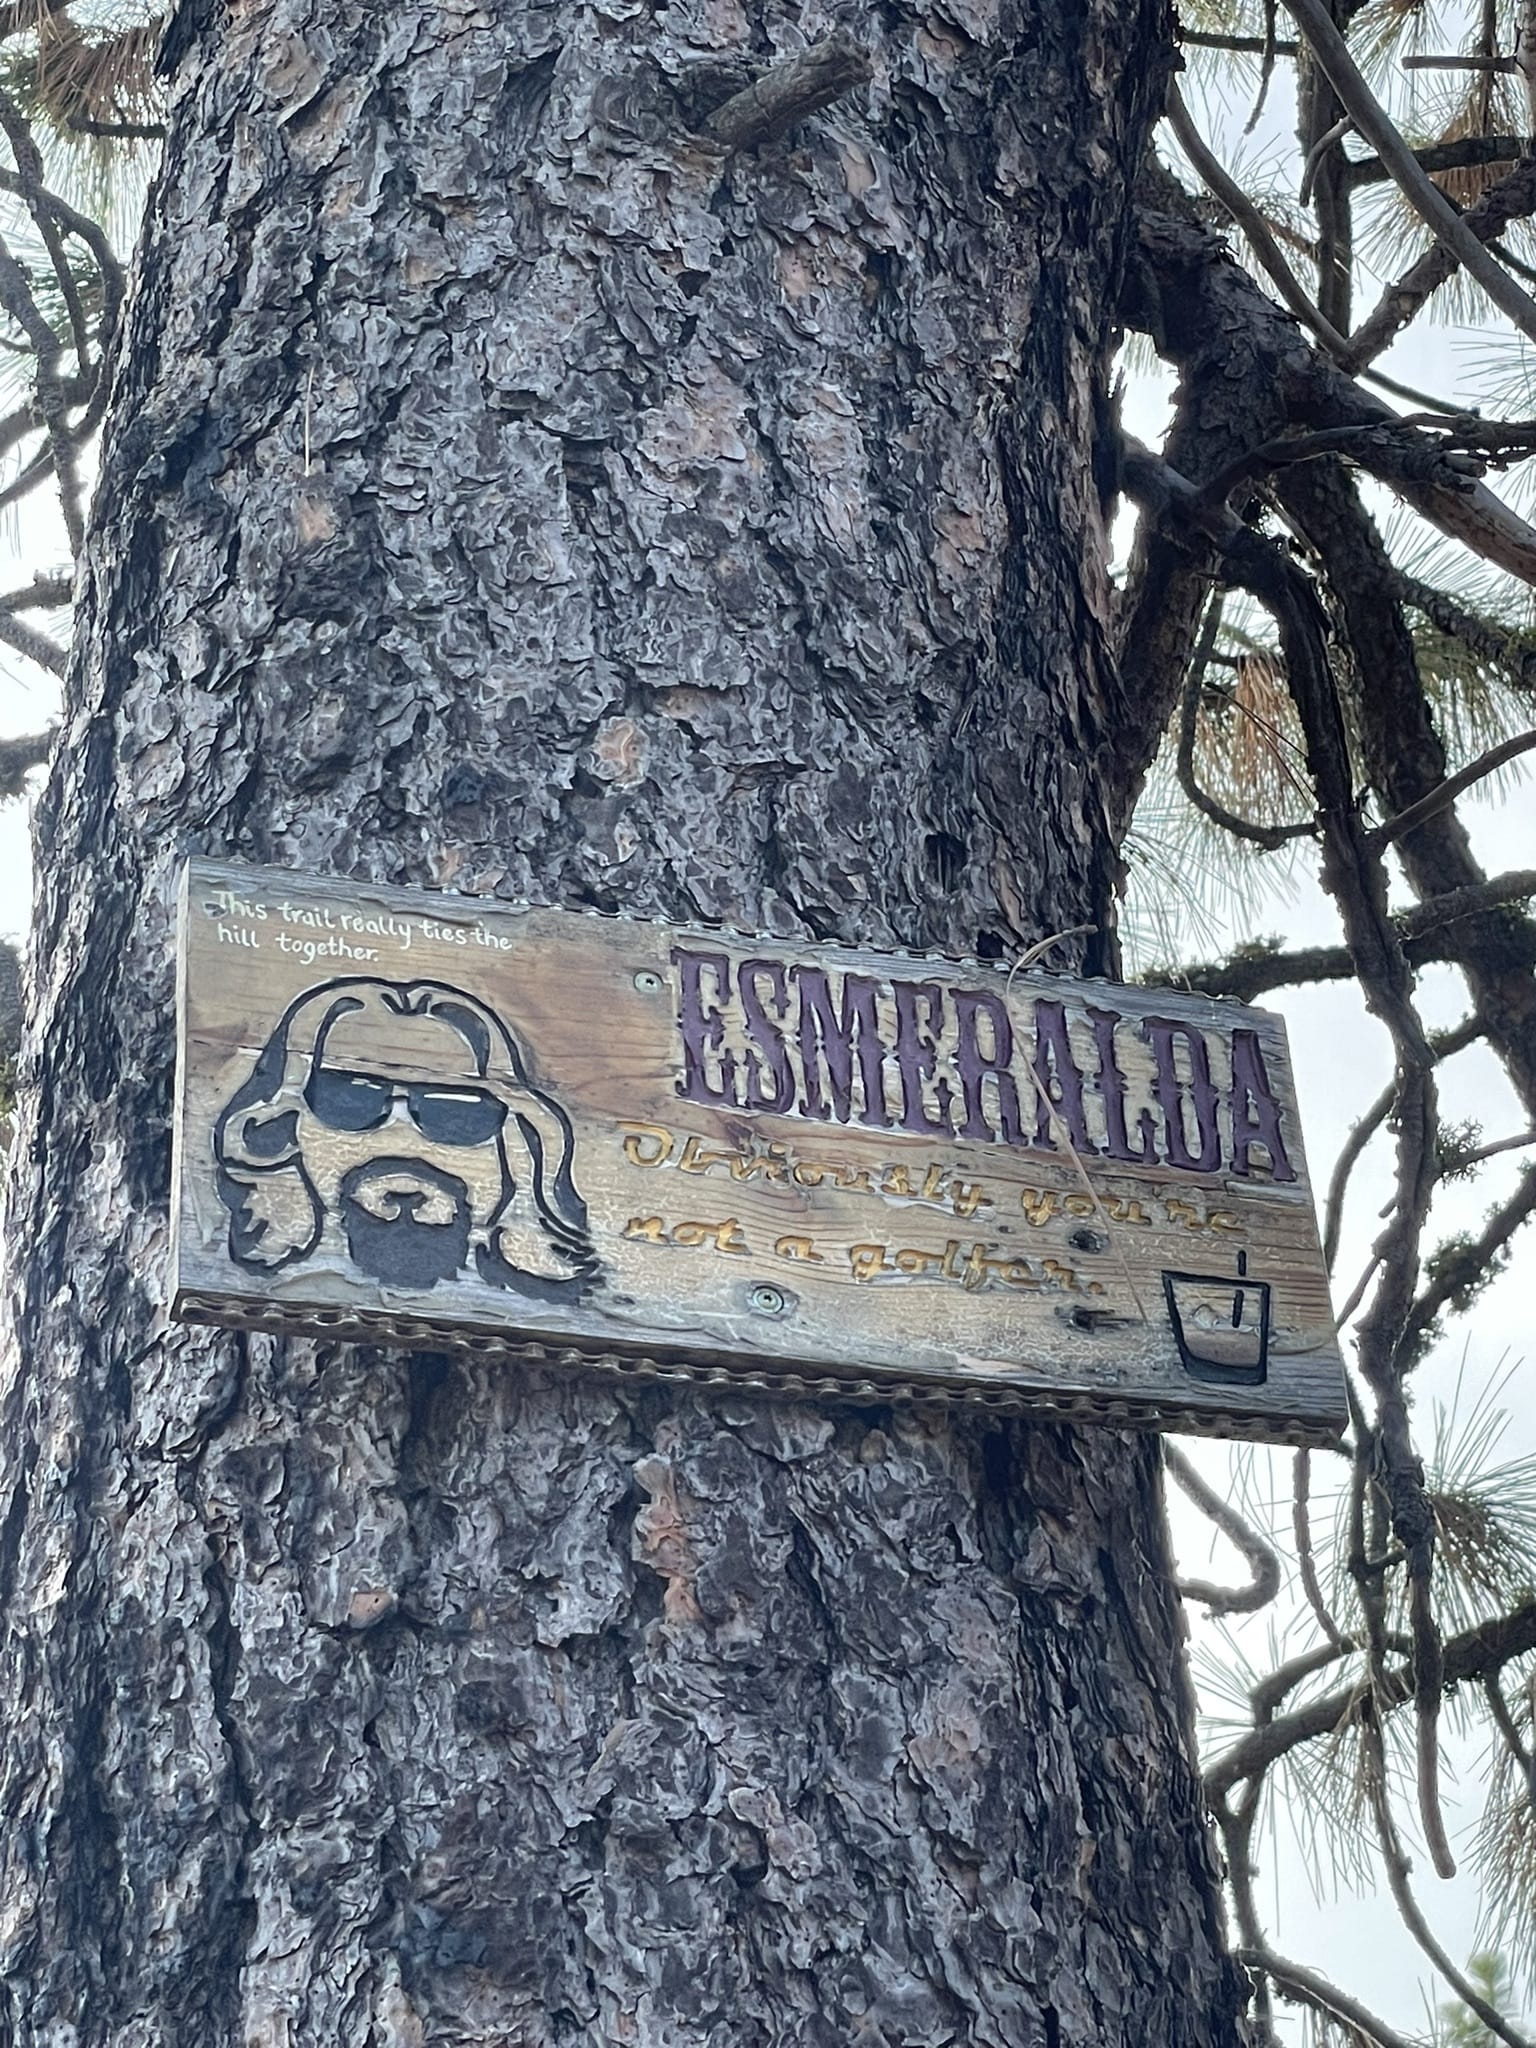 This trail really ties the
hill together.
ESMERALDA
Obviously you're
not a golfer.